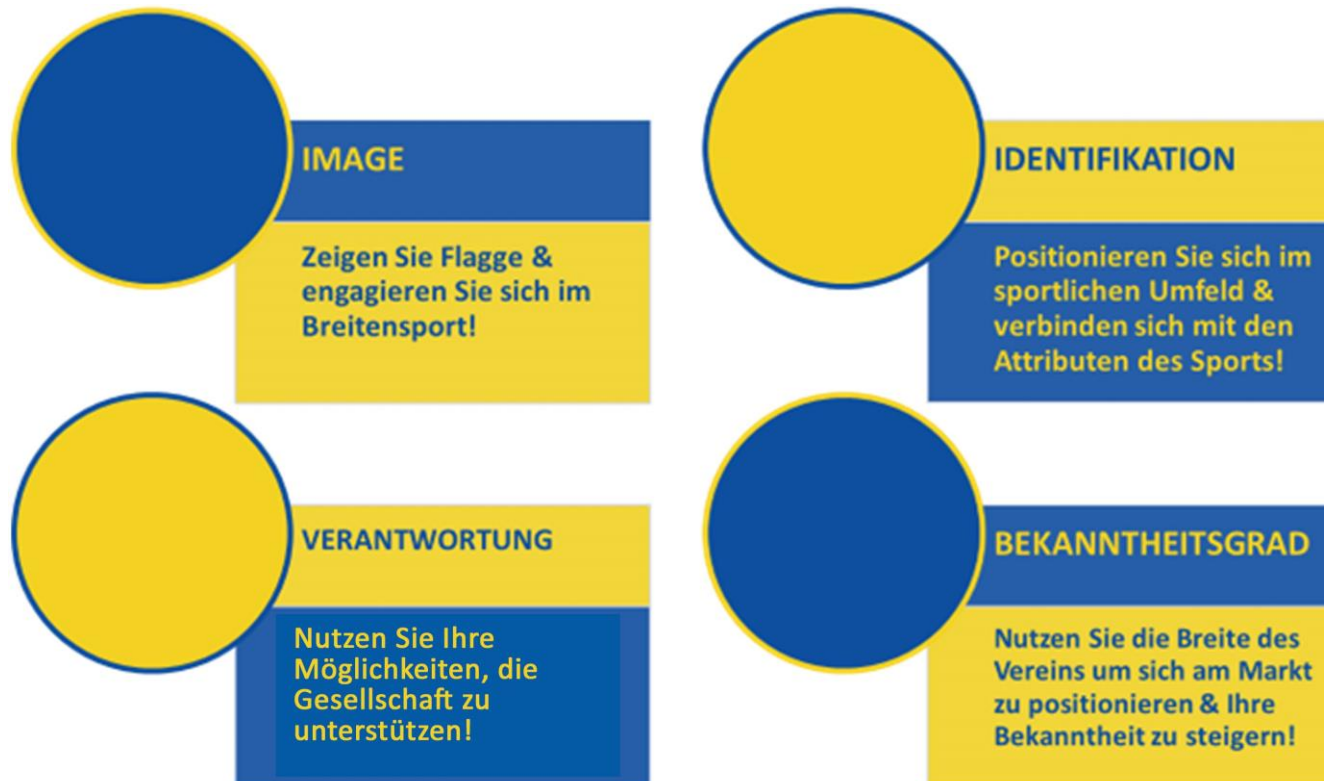 IMAGE
Zeigen Sie Flagge &
engagieren Sie sich im
Breitensport!
IDENTIFIKATION
Positionieren Sie sich im
sportlichen Umfeld &
verbinden sich mit den
Attributen des Sports!
VERANTWORTUNG
Nutzen Sie Ihre
Möglichkeiten, die
Gesellschaft zu
unterstützen!
BEKANNTHEITSGRAD
Nutzen Sie die Breite des
Vereins um sich am Markt
zu positionieren & Ihre
Bekanntheit zu steigern!